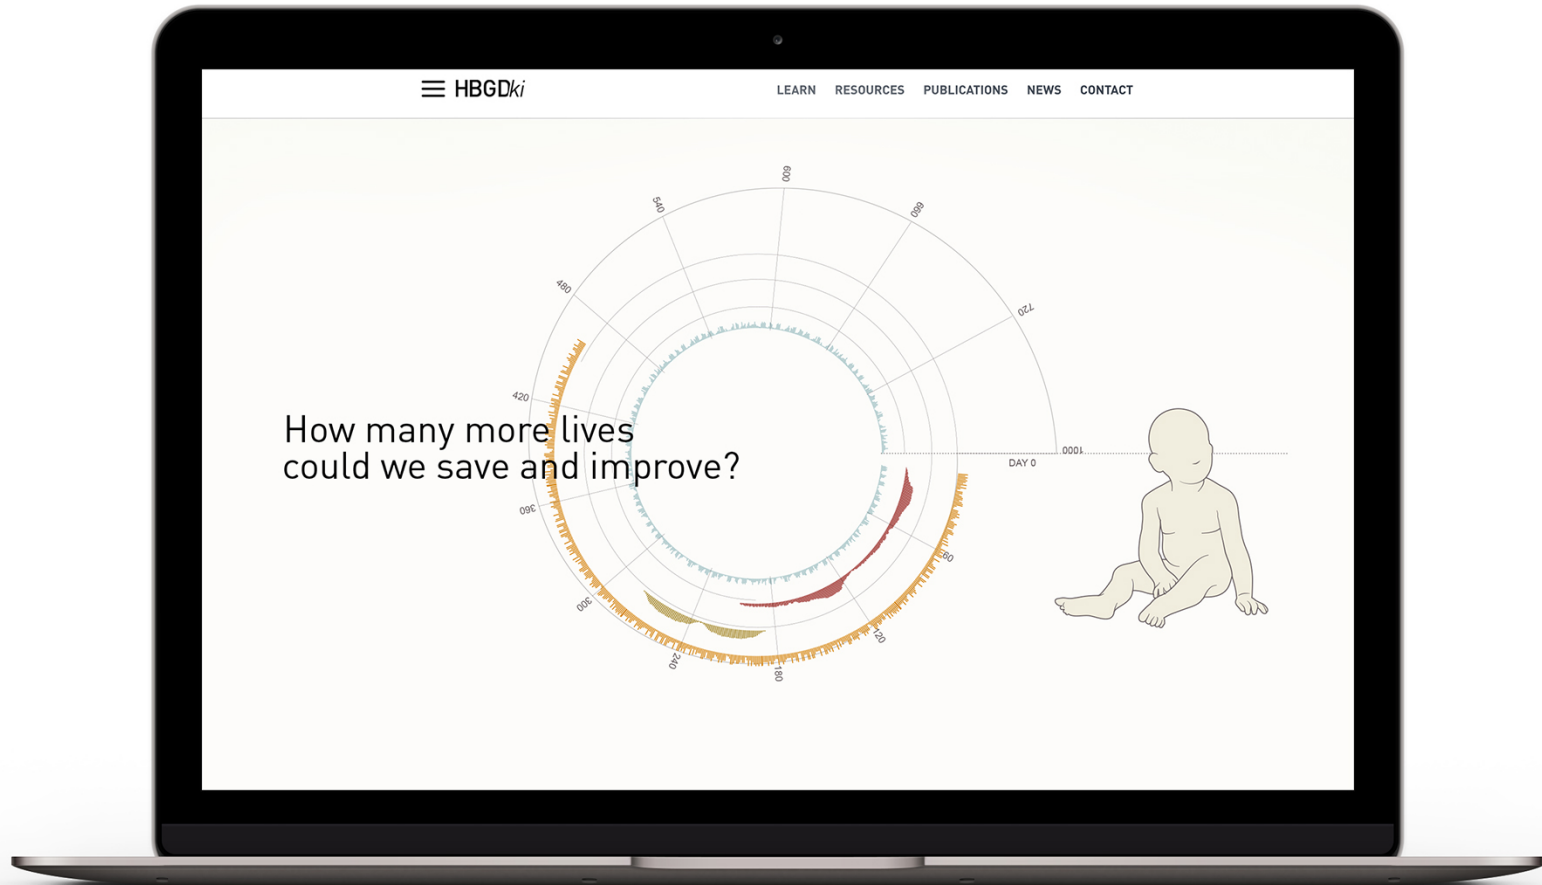 HBGDki
LEARN RESOURCES PUBLICATIONS NEWS CONTACT
600
540
660
480
720
420
How many more lives
could we save and improve?
1000
DAY 0
360
60
300
120
240
180